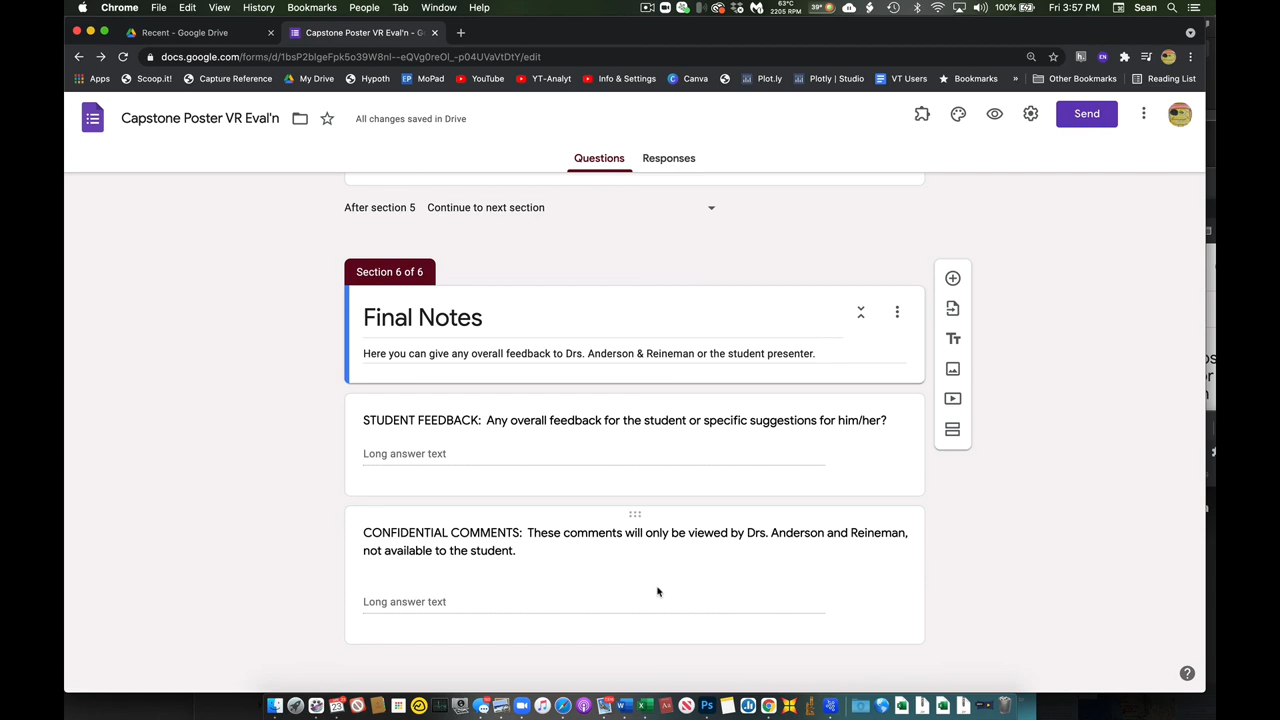 Chrome File Edit View History Bookmarks People Tab Window Help 63°C 2205 RPM 39° 100% Fri 3:57 PM Sean
Recent - Google Drive Capstone Poster VR Eval'n - G
docs.google.com/forms/d/1bsP2blgeFpk5o39W8nl--eQVg0reOl_-p04UVaVtDtY/edit
Apps Scoop.it! Capture Reference My Drive Hypoth EP MoPad YouTube YT-Analyt Info & Settings Canva Plot.ly Plotly | Studio VT Users Bookmarks » Other Bookmarks Reading List
Capstone Poster VR Eval'n All changes saved in Drive Send
Questions Responses
After section 5 Continue to next section
Section 6 of 6
Final Notes
Here you can give any overall feedback to Drs. Anderson & Reineman or the student presenter.
Tт
STUDENT FEEDBACK: Any overall feedback for the student or specific suggestions for him/her?
Long answer text
CONFIDENTIAL COMMENTS: These comments will only be viewed by Drs. Anderson and Reineman,
not available to the student.
Long answer text